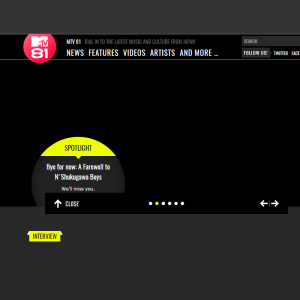 MTV
81
MTV 81 DIAL IN TO THE LATEST MUSIC AND CULTURE FROM JAPAN
SEARCH
NEWS FEATURES VIDEOS ARTISTS AND MORE ...
FOLLOW US! TWITTER FACE
SPOTLIGHT
Bye for now: A Farewell to
N' Shukugawa Boys
We'll miss you.
CLOSE
INTERVIEW